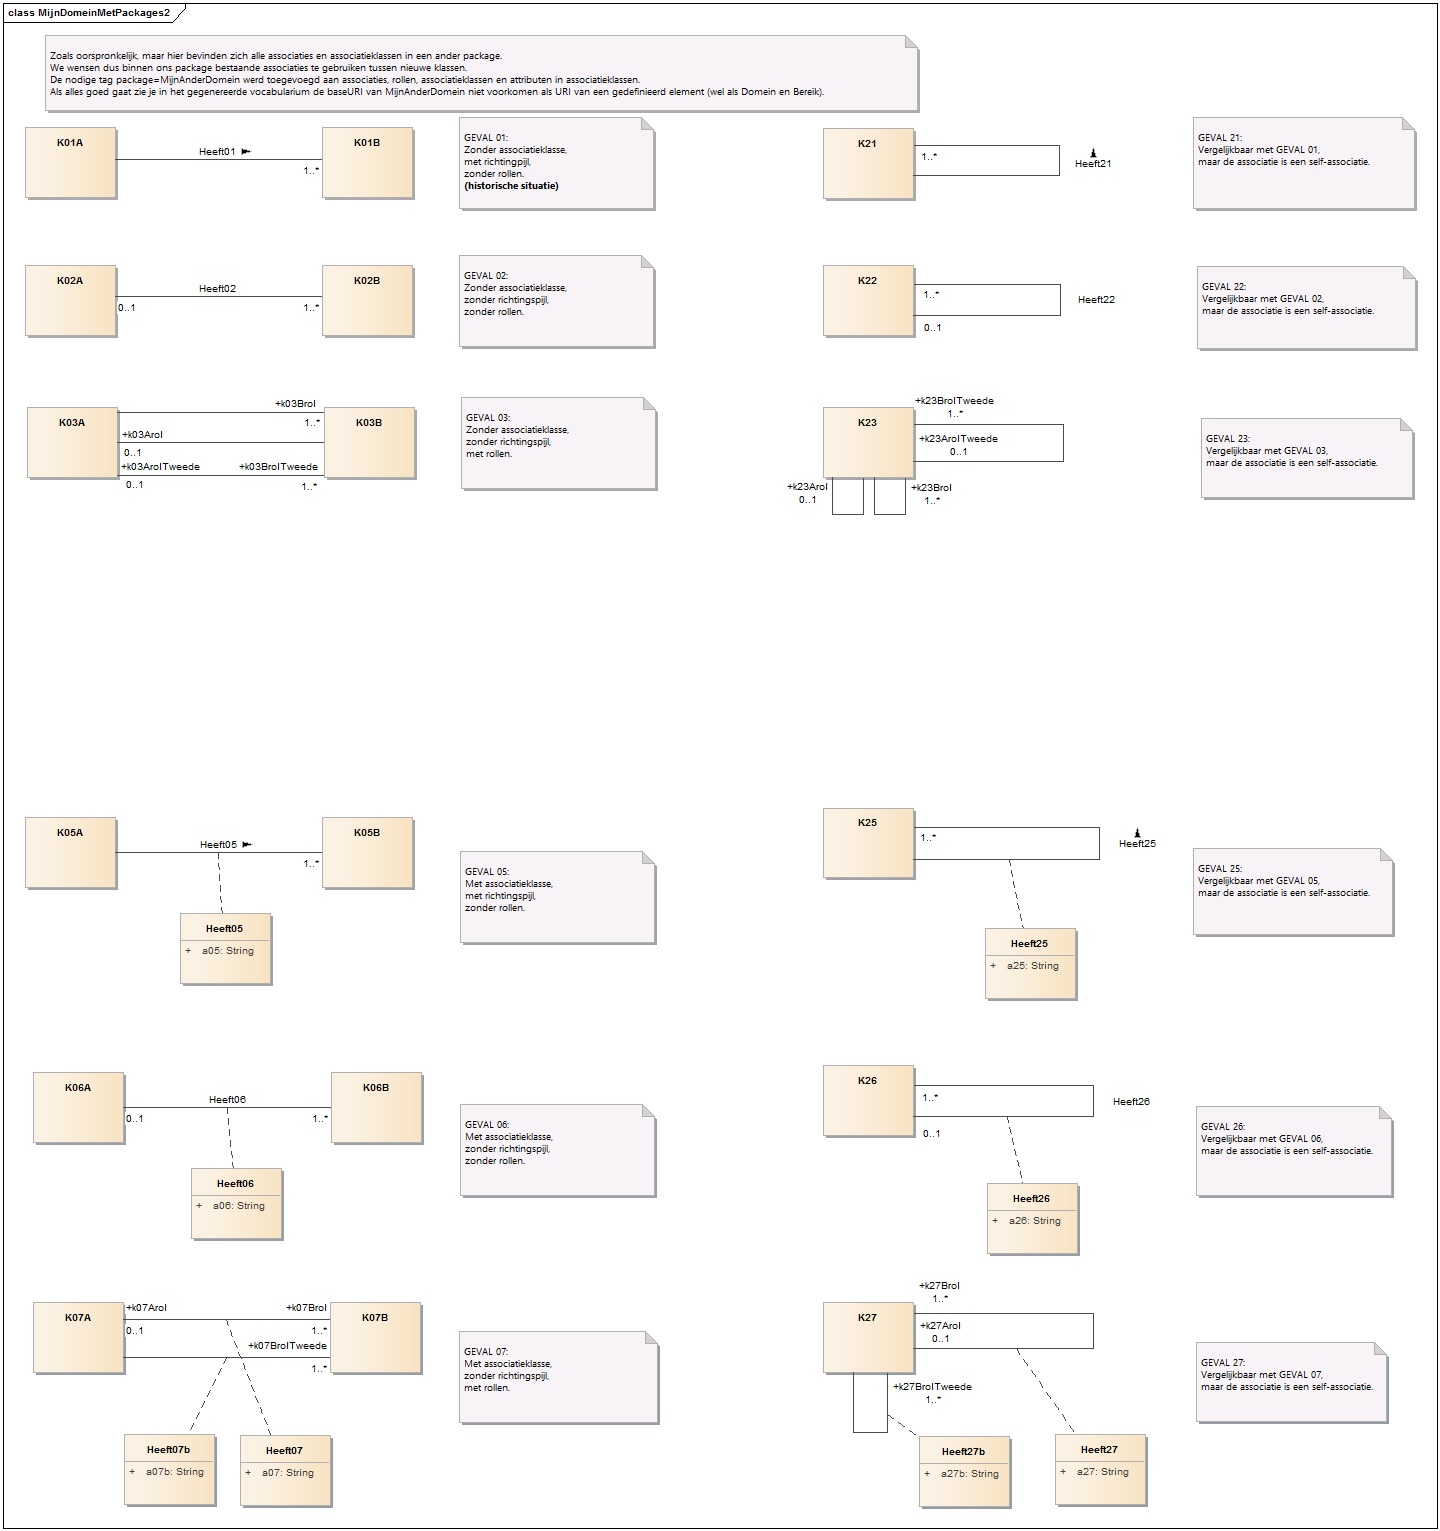 class MijnDomeinMetPackages2
Zoals oorspronkelijk, maar hier bevinden zich alle associaties en associatieklassen in een ander package.
We wensen dus binnen ons package bestaande associaties te gebruiken tussen nieuwe klassen.
De nodige tag package=MijnAnderDomein werd toegevoegd aan associaties, rollen, associatieklassen en attributen in associatieklassen.
Als alles goed gaat zie je in het gegenereerde vocabularium de baseURI van MijnAnderDomein niet voorkomen als URI van een gedefinieerd element (wel als Domein en Bereik).
K01A
Heeft01
1..*
K01B
GEVAL 01:
Zonder associatieklasse,
met richtingpijl,
zonder rollen.
(historische situatie)
K21
1..*
Heeft21
GEVAL 21:
Vergelijkbaar met GEVAL 01,
maar de associatie is een self-associatie.
K02A
Heeft02
0..1
1..*
K02B
GEVAL 02:
Zonder associatieklasse,
zonder richtingspijl,
zonder rollen.
K22
1..*
0..1
Heeft22
GEVAL 22:
Vergelijkbaar met GEVAL 02,
maar de associatie is een self-associatie.
K03A
+k03Brol
1..*
+k03Arol
0..1
+k03ArolTweede
+k03BrolTweede
0..1
1..*
K03B
GEVAL 03:
Zonder associatieklasse,
zonder richtingpijl,
met rollen.
K23
+k23BrolTweede
1..*
+k23ArolTweede
0..1
+k23Arol
0..1
+k23Brol
1..*
GEVAL 23:
Vergelijkbaar met GEVAL 03,
maar de associatie is een self-associatie.
K05A
Heeft05
1..*
K05B
Heeft05
+ a05: String
GEVAL 05:
Met associatieklasse,
met richtingpijl,
zonder rollen.
K25
1..*
Heeft25
Heeft25
+ a25: String
GEVAL 25:
Vergelijkbaar met GEVAL 05,
maar de associatie is een self-associatie.
K06A
Heeft06
0..1
1..*
K06B
Heeft06
+ a06: String
GEVAL 06:
Met associatieklasse,
zonder richtingpijl,
zonder rollen.
K26
1..*
0..1
Heeft26
Heeft26
+ a26: String
GEVAL 26:
Vergelijkbaar met GEVAL 06,
maar de associatie is een self-associatie.
K07A
+k07Arol
0..1
+k07Brol
1..*
+k07BrolTweede
1..*
K07B
Heeft07b
+ a07b: String
Heeft07
+ a07: String
GEVAL 07:
Met associatieklasse,
zonder richtingpijl,
met rollen.
K27
+k27Brol
1..*
+k27Arol
0..1
+k27BrolTweede
1..*
Heeft27b
+ a27b: String
Heeft27
+ a27: String
GEVAL 27:
Vergelijkbaar met GEVAL 07,
maar de associatie is een self-associatie.